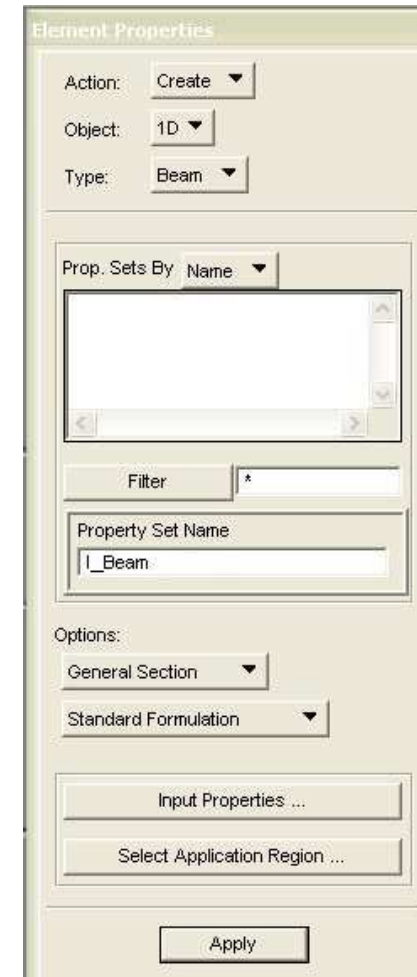 Element Properties
Action: Create
Object: 1D
Type: Beam
Prop. Sets By Name
Filter *
Property Set Name
I_Beam
Options:
General Section
Standard Formulation
Input Properties ...
Select Application Region ...
Apply